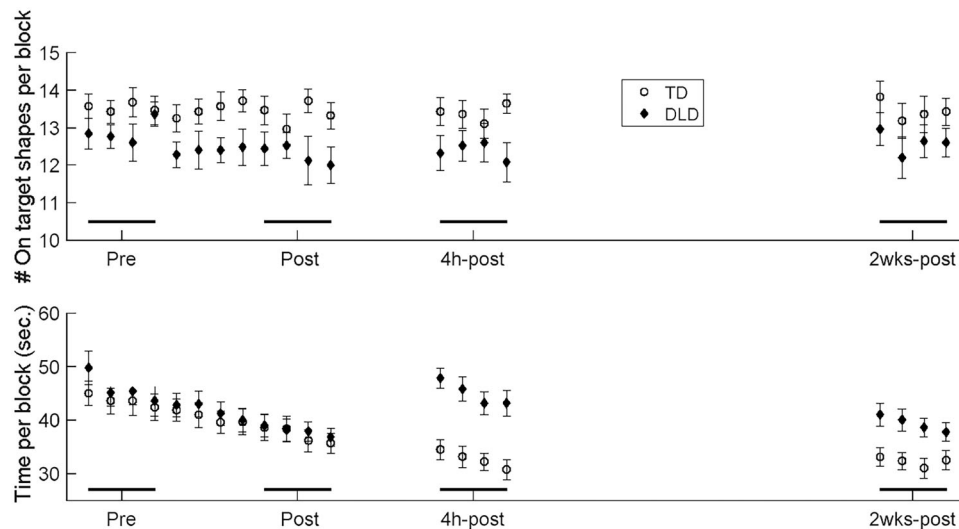 # On target shapes per block
15
14
13
12
11
10
TD
DLD
Pre
Post
4h-post
2wks-post
Time per block (sec.)
60
50
40
30
Pre
Post
4h-post
2wks-post